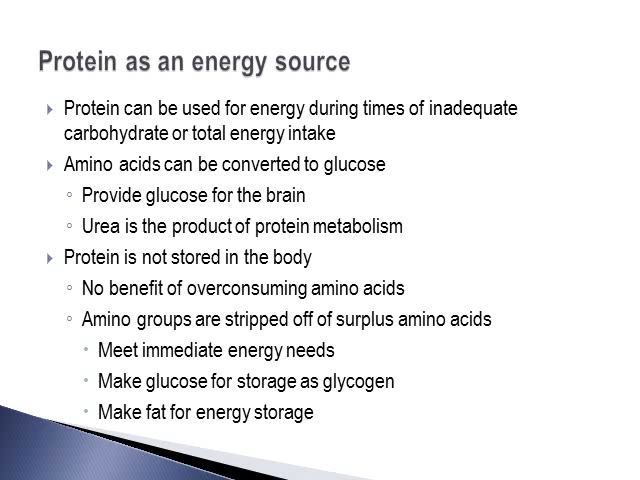 Protein as an energy source
Protein can be used for energy during times of inadequate
carbohydrate or total energy intake
Amino acids can be converted to glucose
Provide glucose for the brain
Urea is the product of protein metabolism
Protein is not stored in the body
No benefit of overconsuming amino acids
Amino groups are stripped off of surplus amino acids
Meet immediate energy needs
Make glucose for storage as glycogen
Make fat for energy storage